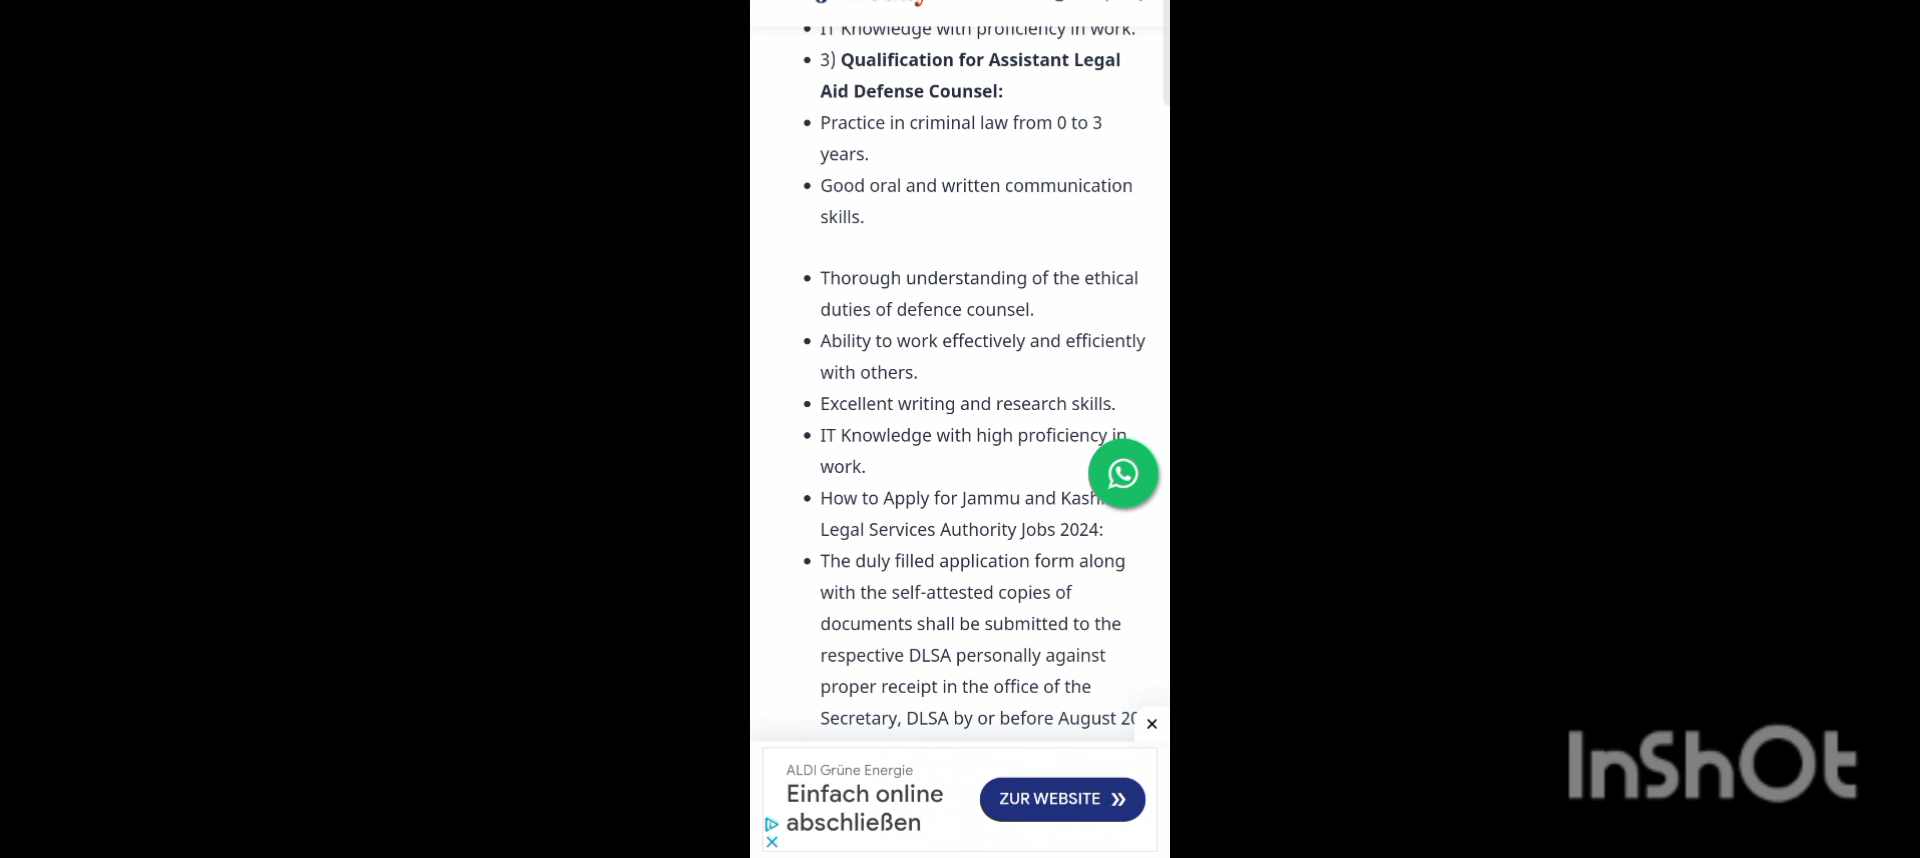 IT Knowledge with proficiency in work.
3) Qualification for Assistant Legal
Aid Defense Counsel:
Practice in criminal law from 0 to 3
years.
Good oral and written communication
skills.
Thorough understanding of the ethical
duties of defence counsel.
Ability to work effectively and efficiently
with others.
Excellent writing and research skills.
IT Knowledge with high proficiency in
work.
How to Apply for Jammu and
Legal Services Authority Jobs 2024:
The duly filled application form along
with the self-attested copies of
documents shall be submitted to the
respective DLSA personally against
proper receipt in the office of the
Secretary, DLSA by or before August
ALDI Grüne Energie
Einfach online
abschließen
ZUR WEBSITE
InShOt